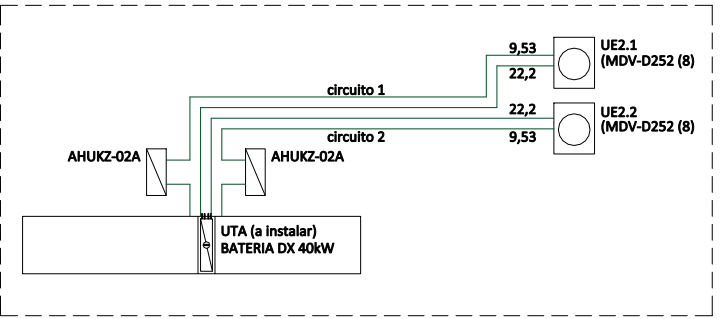 9,53
UE2.1
(MDV-D252 (8)
22,2
circuito 1
22,2
UE2.2
(MDV-D252 (8)
circuito 2
9,53
AHUKZ-02A
AHUKZ-02A
UTA (a instalar)
BATERIA DX 40kW